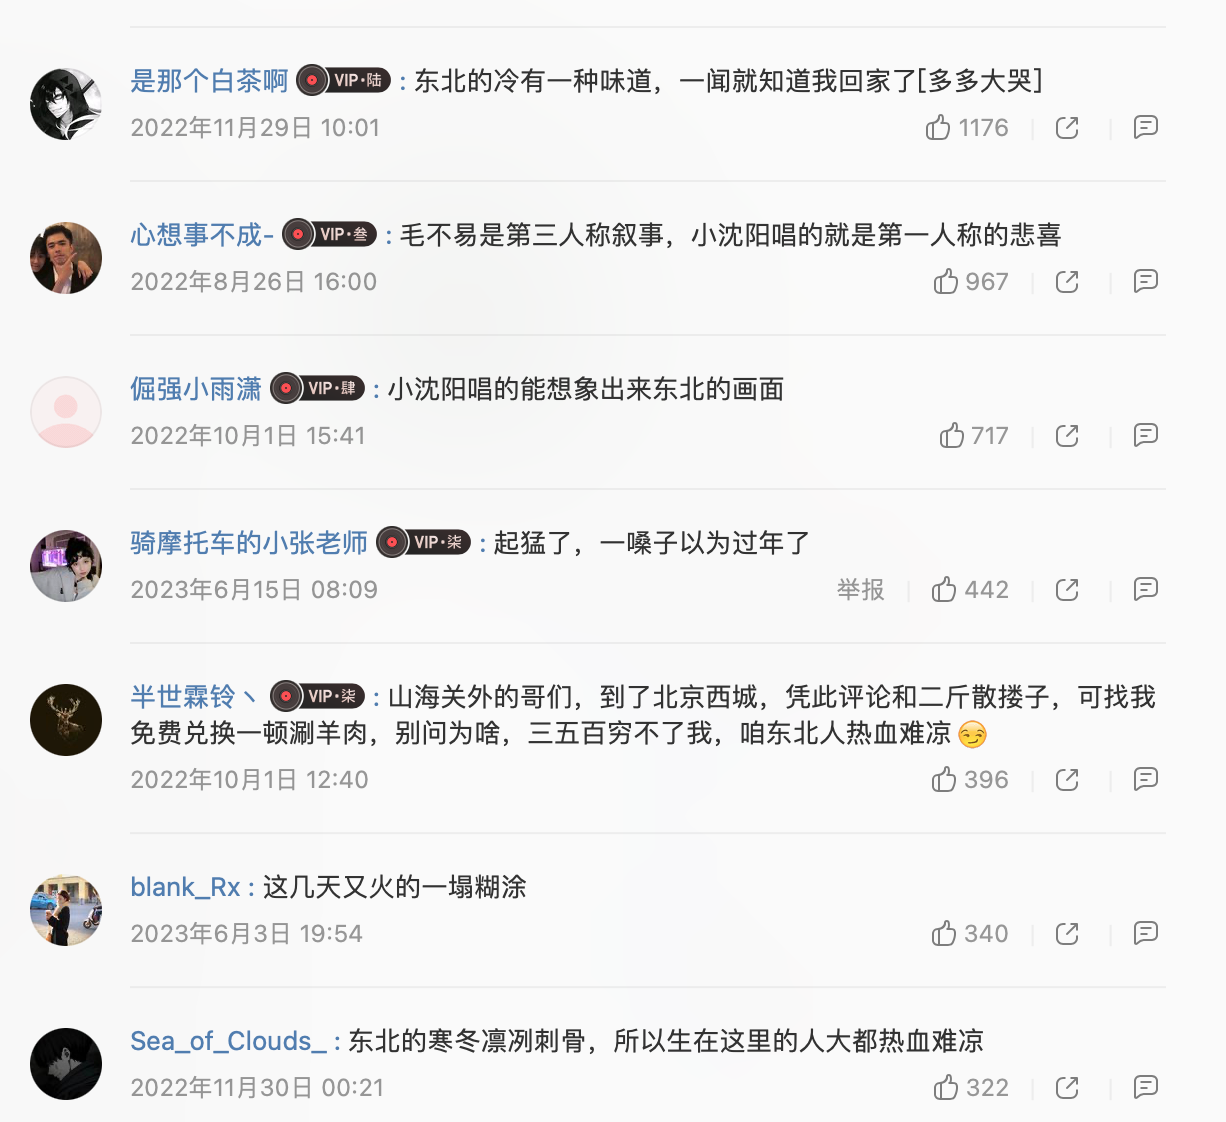 是那个白茶啊 VIP·陆 : 东北的冷有一种味道，一闻就知道我回家了[多多大哭]
2022年11月29日 10:01 1176
心想事不成- VIP·叁 : 毛不易是第三人称叙事，小沈阳唱的就是第一人称的悲喜
2022年8月26日 16:00 967
倔强小雨潇 VIP·肆 : 小沈阳唱的能想象出来东北的画面
2022年10月1日 15:41 717
骑摩托车的小张老师 VIP·柒 : 起猛了，一嗓子以为过年了
2023年6月15日 08:09 举报 442
半世霖铃丶 VIP·柒 : 山海关外的哥们，到了北京西城，凭此评论和二斤散搂子，可找我
免费兑换一顿涮羊肉，别问为啥，三五百穷不了我，咱东北人热血难凉😏
2022年10月1日 12:40 396
blank_Rx : 这几天又火的一塌糊涂
2023年6月3日 19:54 340
Sea_of_Clouds_ : 东北的寒冬凛冽刺骨，所以生在这里的人大都热血难凉
2022年11月30日 00:21 322